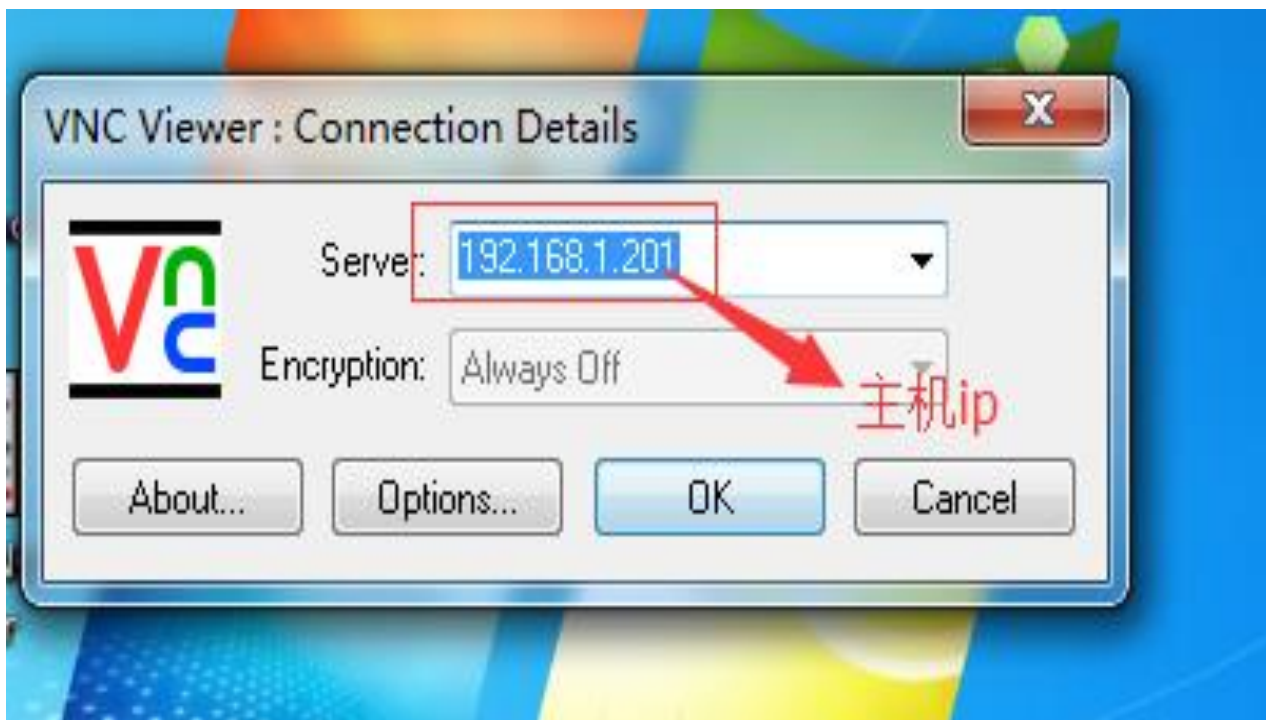 VNC Viewer : Connection Details
X
Vnc
Server: 192.168.1.201
Encryption: Always Off
主机ip
About... Options... OK Cancel